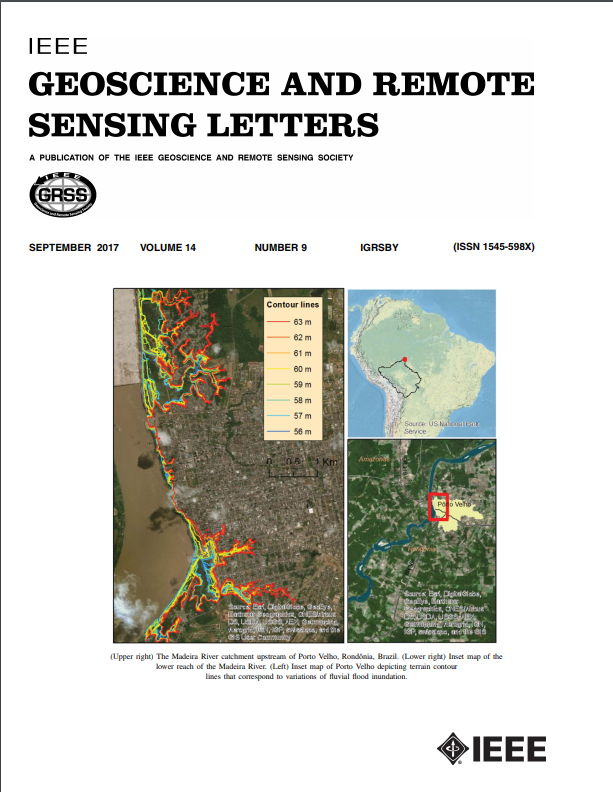 IEEE
GEOSCIENCE AND REMOTE
SENSING LETTERS
A PUBLICATION OF THE IEEE GEOSCIENCE AND REMOTE SENSING SOCIETY
IEEE
GRSS
SEPTEMBER 2017 VOLUME 14 NUMBER 9 IGRSBY (ISSN 1545-598X)
Contour lines
63 m
62 m
61 m
60 m
59 m
58 m
57 m
56 m
0 0.5 1 Km
Source: US National Park
Service
Amazonas
Porto Velho
Source: Esri, DigitalGlobe, GeoEye,
Earthstar Geographics, CNES/Airbus
DS, USDA, USGS, AEX, Getmapping,
Aerogrid, IGN, IGP, swisstopo, and the
GIS User Community
Source: Esri, DigitalGlobe,
GeoEye, Earthstar
Geographics, CNES/Airbus
DS, USDA, USGS, AEX,
Getmapping, Aerogrid, IGN,
IGP, swisstopo, and the GIS
(Upper right) The Madeira River catchment upstream of Porto Velho, Rondônia, Brazil. (Lower right) Inset map of the
lower reach of the Madeira River. (Left) Inset map of Porto Velho depicting terrain contour
lines that correspond to variations of fluvial flood inundation.
IEEE